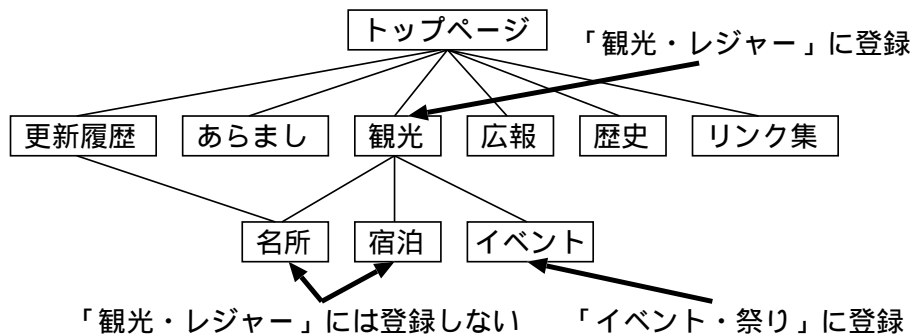 トップページ
「観光・レジャー」に登録
更新履歴
あらまし
観光
広報
歴史
リンク集
名所
宿泊
イベント
「観光・レジャー」には登録しない
「イベント・祭り」に登録